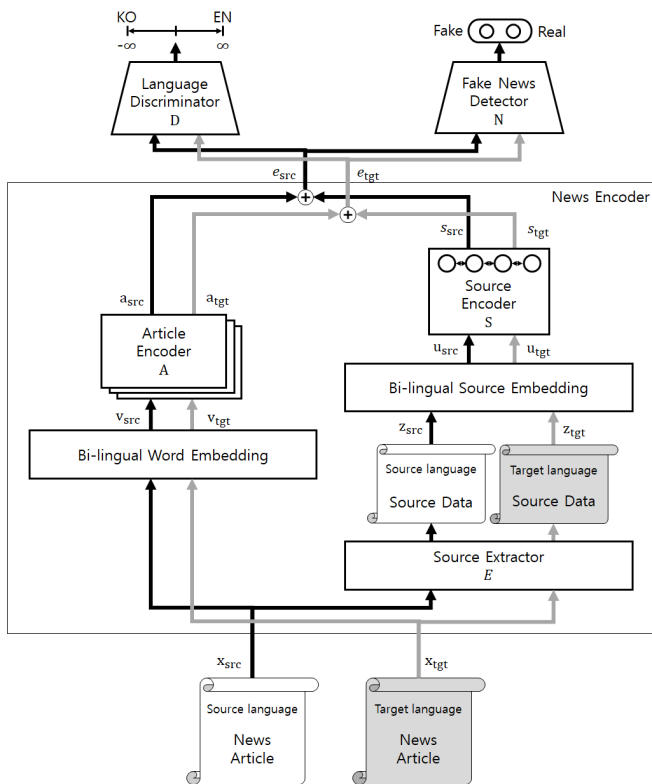 KO EN
-∞ ∞
Fake Real
Language
Discriminator
D
Fake News
Detector
N
e_src e_tgt
News Encoder
+
+
s_src s_tgt
Source
Encoder
S
a_src a_tgt
Article
Encoder
A
u_src u_tgt
Bi-lingual Source Embedding
v_src v_tgt
z_src z_tgt
Bi-lingual Word Embedding
Source language
Source Data
Target language
Source Data
Source Extractor
E
x_src x_tgt
Source language
News
Article
Target language
News
Article